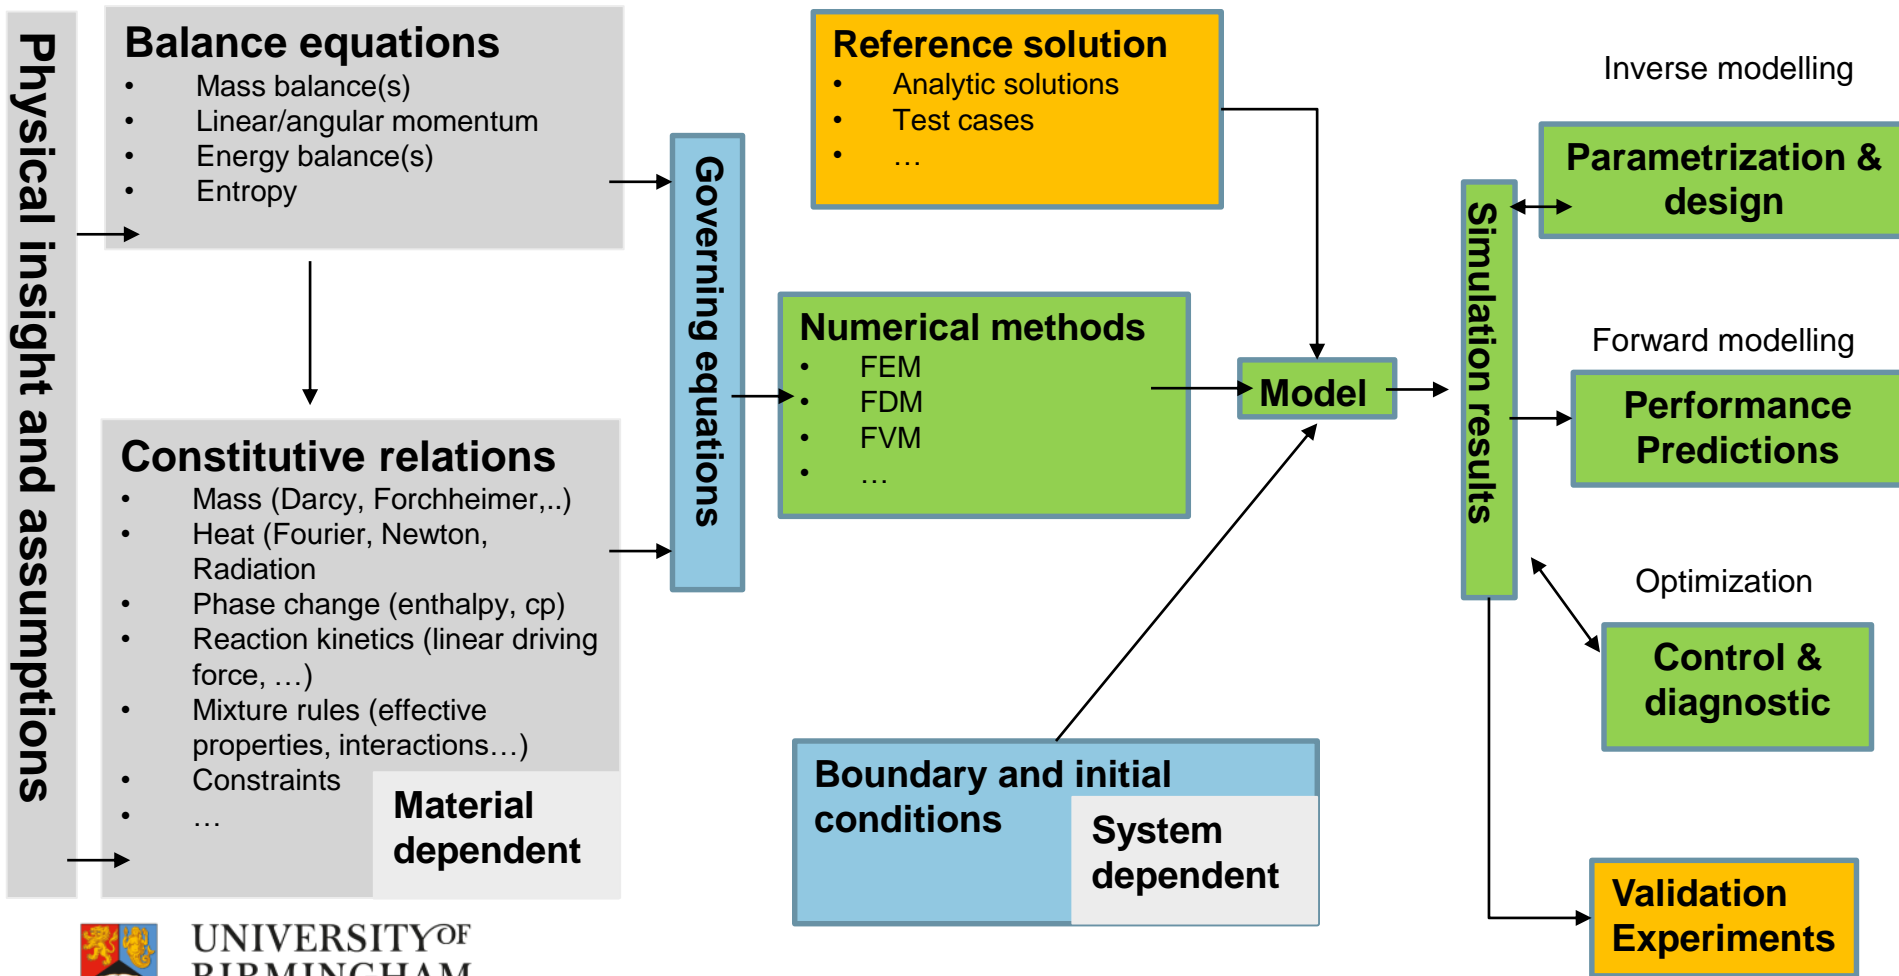 Physical insight and assumptions
Balance equations
• Mass balance(s)
• Linear/angular momentum
• Energy balance(s)
• Entropy
Constitutive relations
• Mass (Darcy, Forchheimer,..)
• Heat (Fourier, Newton,
Radiation
• Phase change (enthalpy, cp)
• Reaction kinetics (linear driving
force, …)
• Mixture rules (effective
properties, interactions…)
• Constraints
• …
Material
dependent
Governing equations
Reference solution
• Analytic solutions
• Test cases
• …
Numerical methods
• FEM
• FDM
• FVM
• …
Model
Boundary and initial
conditions
System
dependent
Simulation results
Inverse modelling
Parametrization &
design
Forward modelling
Performance
Predictions
Optimization
Control &
diagnostic
Validation
Experiments
UNIVERSITY OF
BIRMINGHAM